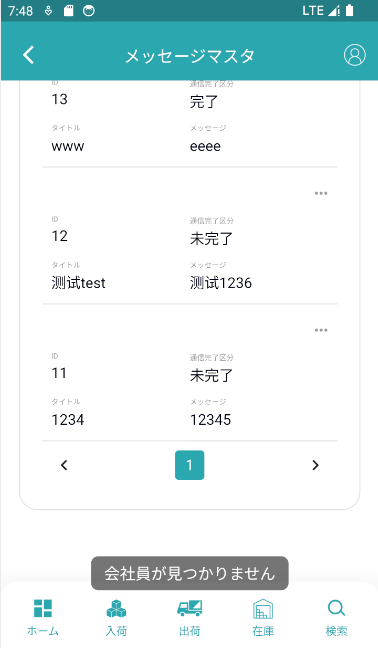 7:48 LTE
メッセージマスタ
ID 通信完了区分
13 完了
タイトル メッセージ
www eeee
ID 通信完了区分
12 未完了
タイトル メッセージ
测试test 测试1236
ID 通信完了区分
11 未完了
タイトル メッセージ
1234 12345
1
会社員が見つかりません
ホーム 入荷 出荷 在庫 検索